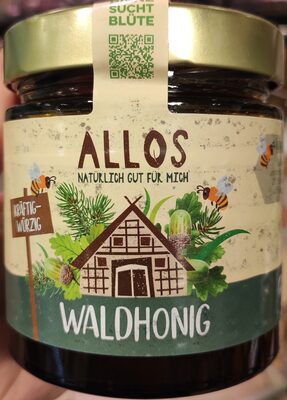 SUCHT
BLÜTE
ALLOS
NATÜRLICH GUT FÜR MICH
KRÄFTIG-
WÜRZIG
WALDHONIG